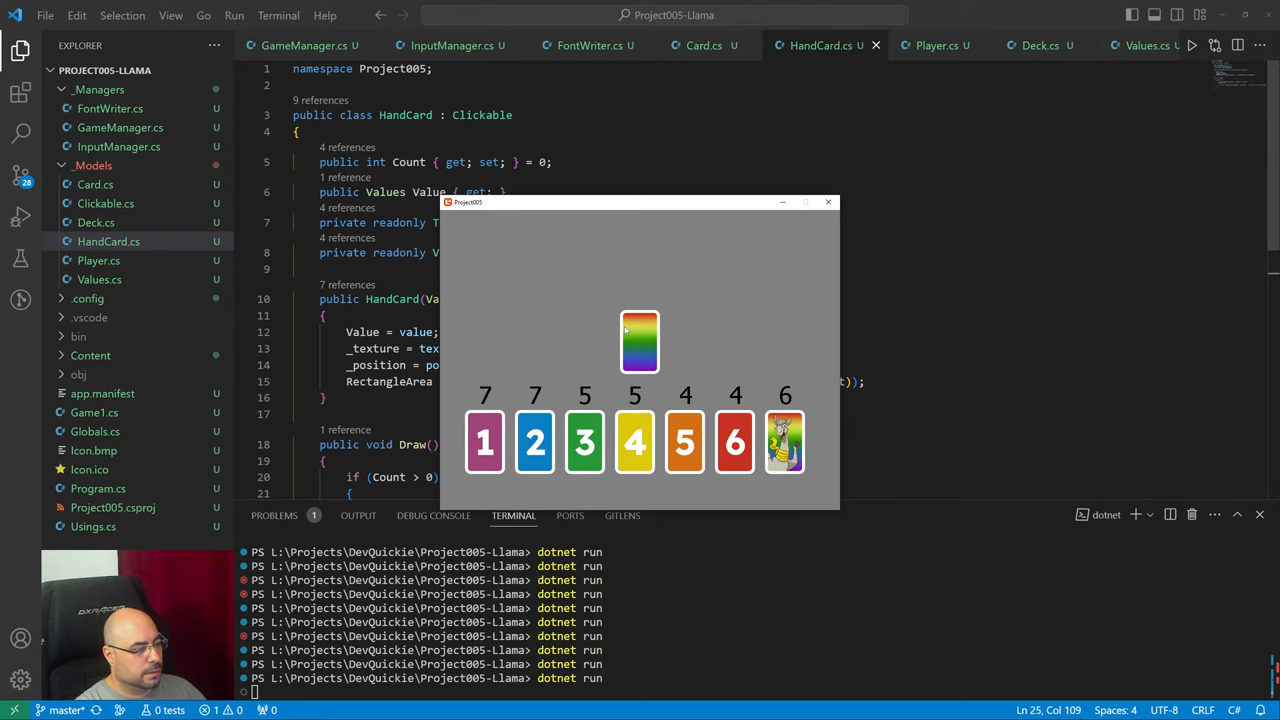 File Edit Selection View Go Run Terminal Help
Project005-Llama
EXPLORER
GameManager.cs
InputManager.cs
FontWriter.cs
Card.cs
HandCard.cs
Player.cs
Deck.cs
Values.cs
PROJECT005-LLAMA
_Managers
FontWriter.cs U
GameManager.cs U
InputManager.cs U
_Models
Card.cs U
Clickable.cs U
Deck.cs U
HandCard.cs U
Player.cs U
Values.cs U
.config
.vscode
bin
Content
obj
app.manifest U
Game1.cs U
Globals.cs U
Icon.bmp U
Icon.ico U
Program.cs U
Project005.csproj U
Usings.cs U
28
1 namespace Project005;
2
9 references
3 public class HandCard : Clickable
4 {
4 references
5 public int Count { get; set; } = 0;
1 reference
6 public Values Value { get; }
4 references
7 private readonly T
4 references
8 private readonly V
9
7 references
10 public HandCard(Va
11 {
12 Value = value;
13 _texture = tex
14 _position = po
15 RectangleArea t));
16 }
17
1 reference
18 public void Draw()
19 {
20 if (Count > 0)
21 {
Project005
7 7 5 5 4 4 6
1 2 3 4 5 6
PROBLEMS 1 OUTPUT DEBUG CONSOLE TERMINAL PORTS GITLENS
dotnet
PS L:\Projects\DevQuickie\Project005-Llama> dotnet run
PS L:\Projects\DevQuickie\Project005-Llama> dotnet run
PS L:\Projects\DevQuickie\Project005-Llama> dotnet run
PS L:\Projects\DevQuickie\Project005-Llama> dotnet run
PS L:\Projects\DevQuickie\Project005-Llama> dotnet run
PS L:\Projects\DevQuickie\Project005-Llama> dotnet run
PS L:\Projects\DevQuickie\Project005-Llama> dotnet run
PS L:\Projects\DevQuickie\Project005-Llama> dotnet run
PS L:\Projects\DevQuickie\Project005-Llama> dotnet run
PS L:\Projects\DevQuickie\Project005-Llama> dotnet run
DXRACER
master* 0 tests 1 0 0
Ln 25, Col 109 Spaces: 4 UTF-8 CRLF C#